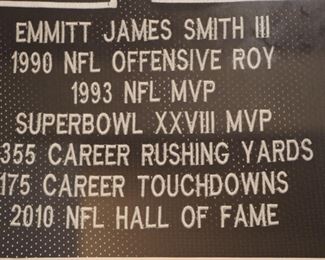 EMMITT JAMES SMITH III
1990 NFL OFFENSIVE ROY
1993 NFL MVP
SUPERBOWL XXVIII MVP
355 CAREER RUSHING YARDS
175 CAREER TOUCHDOWNS
2010 NFL HALL OF FAME